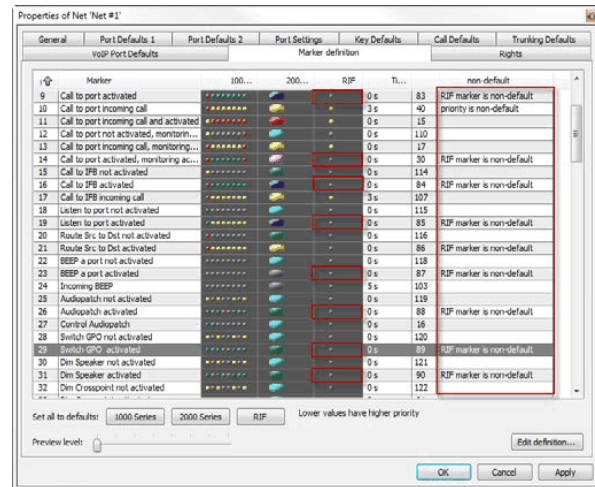 Properties of Net 'Net #1'
General Port Defaults 1 Port Defaults 2 Port Settings Key Defaults Call Defaults Trunking Defaults
VoIP Port Defaults Marker definition Rights
Marker 100... 200... RIF Ti... non-default
9 Call to port activated 0 s 83 RIF marker is non-default
10 Call to port incoming call 3 s 40 priority is non-default
11 Call to port incoming call and activated 0 s 15
12 Call to port not activated, monitorin... 0 s 110
13 Call to port incoming call, monitoring... 0 s 17
14 Call to port activated, monitoring ac... 0 s 30 RIF marker is non-default
15 Call to IFB not activated 0 s 114
16 Call to IFB activated 0 s 84 RIF marker is non-default
17 Call to IFB incoming call 3 s 107
18 Listen to port not activated 0 s 115
19 Listen to port activated 0 s 85 RIF marker is non-default
20 Route Src to Dst not activated 0 s 116
21 Route Src to Dst activated 0 s 86 RIF marker is non-default
22 BEEP a port not activated 0 s 118
23 BEEP a port activated 0 s 87 RIF marker is non-default
24 Incoming BEEP 5 s 103
25 Audiopatch not activated 0 s 119
26 Audiopatch activated 0 s 88 RIF marker is non-default
27 Control Audiopatch 0 s 16
28 Switch GPO not activated 0 s 120
29 Switch GPO activated 0 s 89 RIF marker is non-default
30 Dim Speaker not activated 0 s 121
31 Dim Speaker activated 0 s 90 RIF marker is non-default
32 Dim Crosspoint not activated 0 s 122
Set all to defaults: 1000 Series 2000 Series RIF Lower values have higher priority
Preview level: Edit definition...
OK Cancel Apply